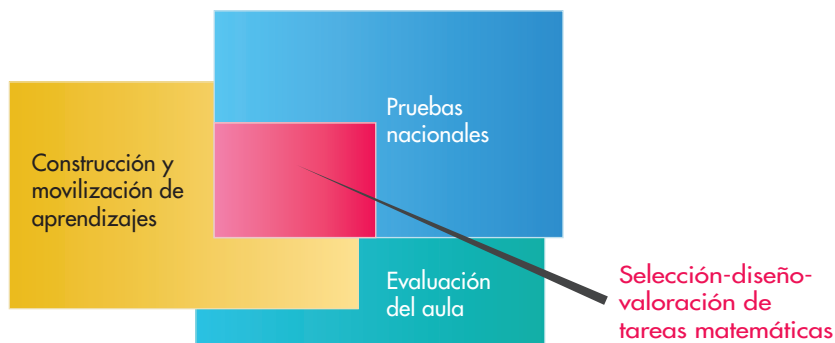 Pruebas
nacionales
Construcción y
movilización de
aprendizajes
Evaluación
del aula
Selección-diseño-
valoración de
tareas matemáticas